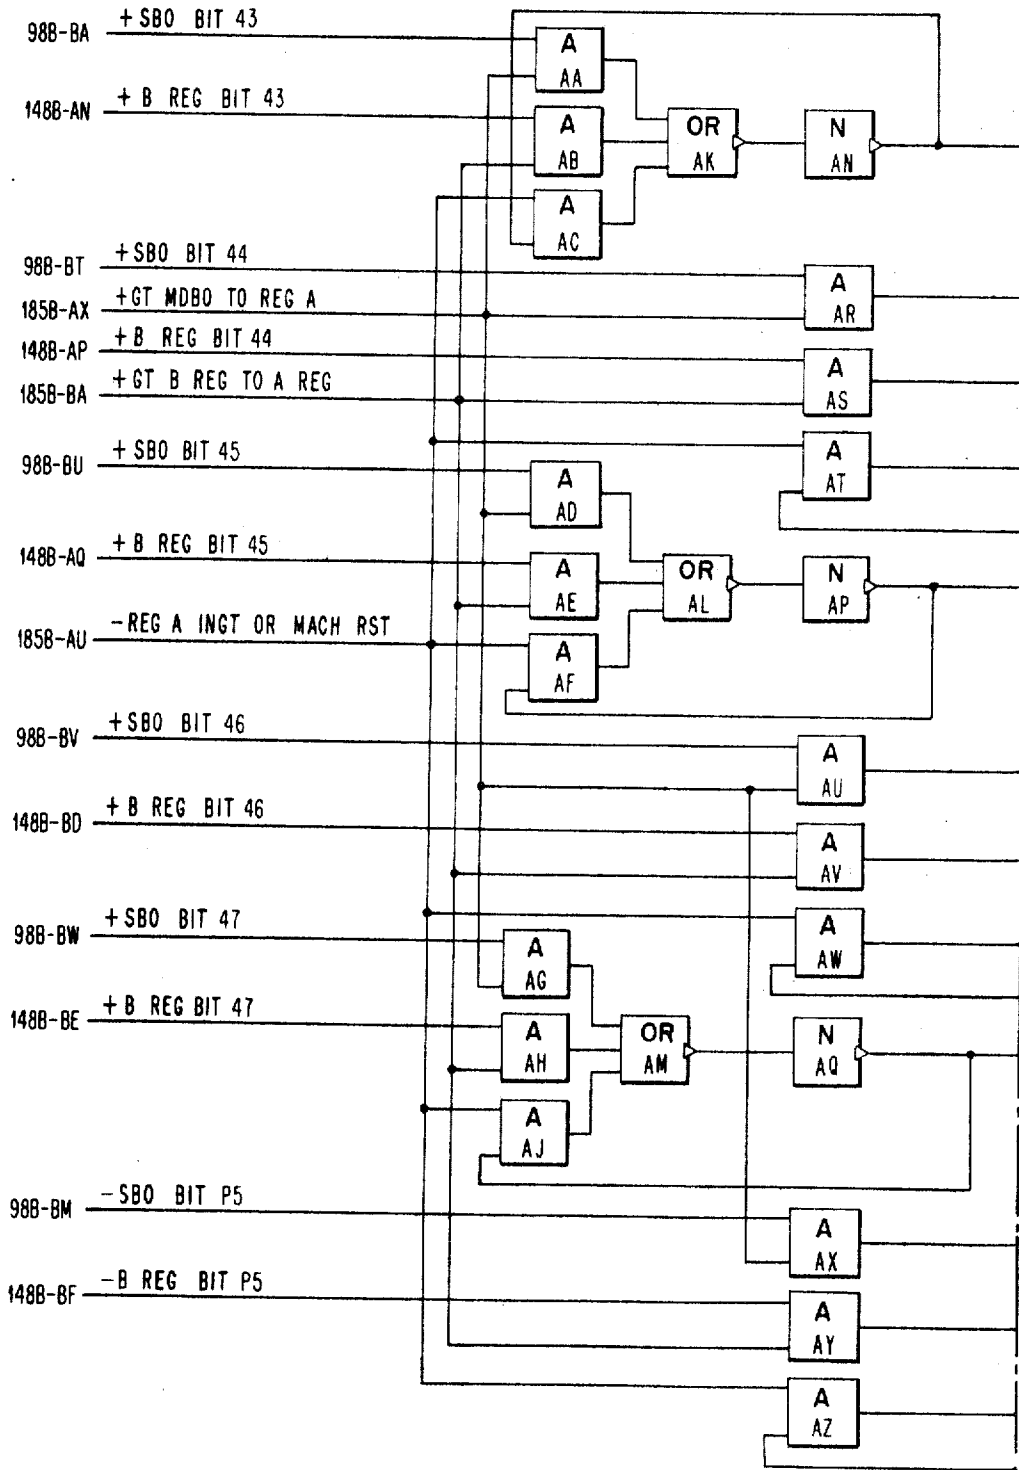 98B-BA +SBO BIT 43
A
AA
148B-AN +B REG BIT 43
A
AB
OR
AK
N
AN
A
AC
98B-BT +SBO BIT 44
A
AR
185B-AX +GT MDBO TO REG A
148B-AP +B REG BIT 44
A
AS
185B-BA +GT B REG TO A REG
A
AT
98B-BU +SBO BIT 45
A
AD
148B-AQ +B REG BIT 45
A
AE
OR
AL
N
AP
185B-AU -REG A INGT OR MACH RST
A
AF
98B-BV +SBO BIT 46
A
AU
148B-BD +B REG BIT 46
A
AV
98B-BW +SBO BIT 47
A
AW
A
AG
148B-BE +B REG BIT 47
A
AH
OR
AM
N
AQ
A
AJ
98B-BM -SBO BIT P5
A
AX
148B-BF -B REG BIT P5
A
AY
A
AZ